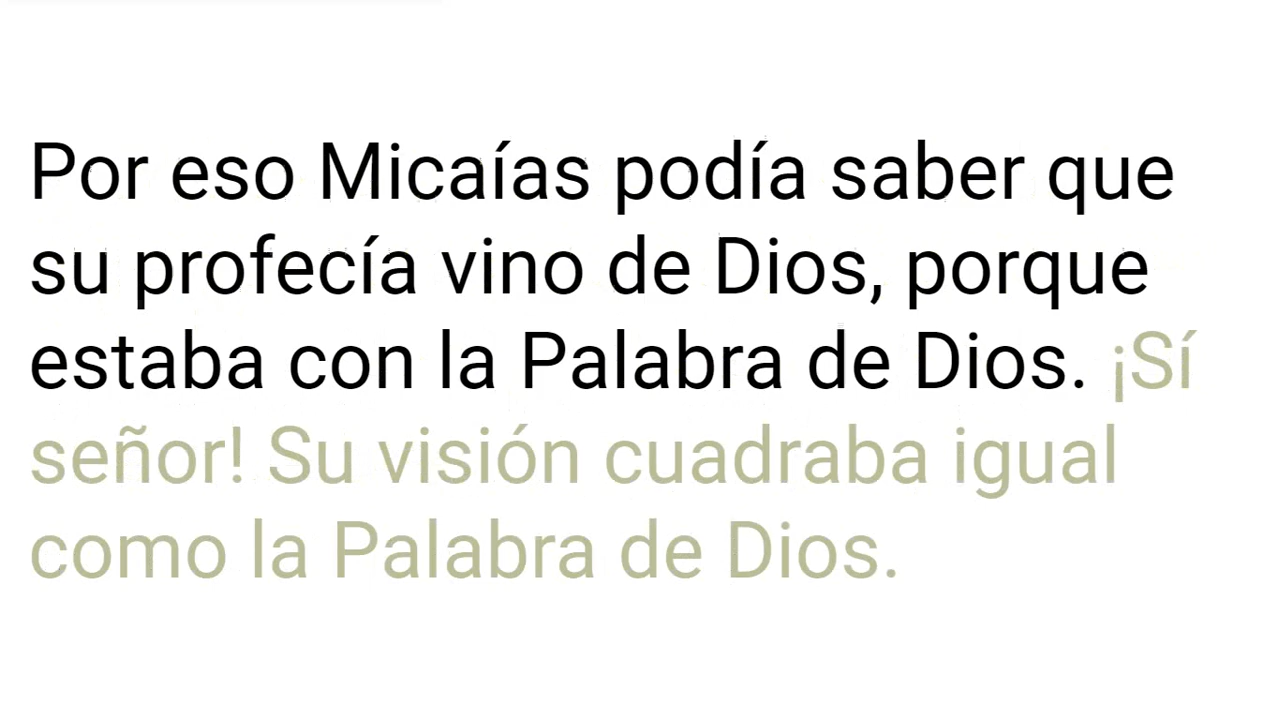 Por eso Micaías podía saber que
su profecía vino de Dios, porque
estaba con la Palabra de Dios. ¡Sí
señor! Su visión cuadraba igual
como la Palabra de Dios.